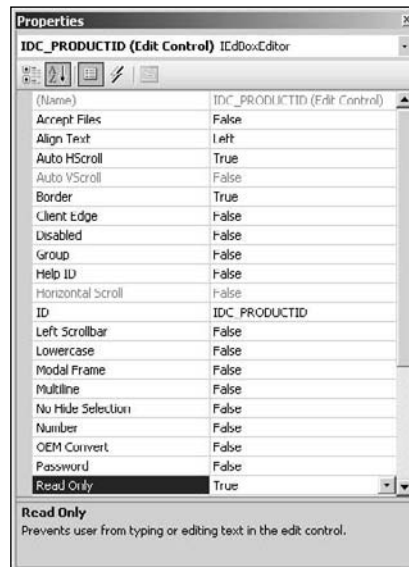 Properties
IDC_PRODUCTID (Edit Control) IEdBoxEditor
(Name) IDC_PRODUCTID (Edit Control)
Accept Files False
Align Text Left
Auto HScroll True
Auto VScroll False
Border True
Client Edge False
Disabled False
Group False
Help ID False
Horizontal Scroll False
ID IDC_PRODUCTID
Left Scrollbar False
Lowercase False
Modal Frame False
Multiline False
No Hide Selection False
Number False
OEM Convert False
Password False
Read Only True
Read Only
Prevents user from typing or editing text in the edit control.